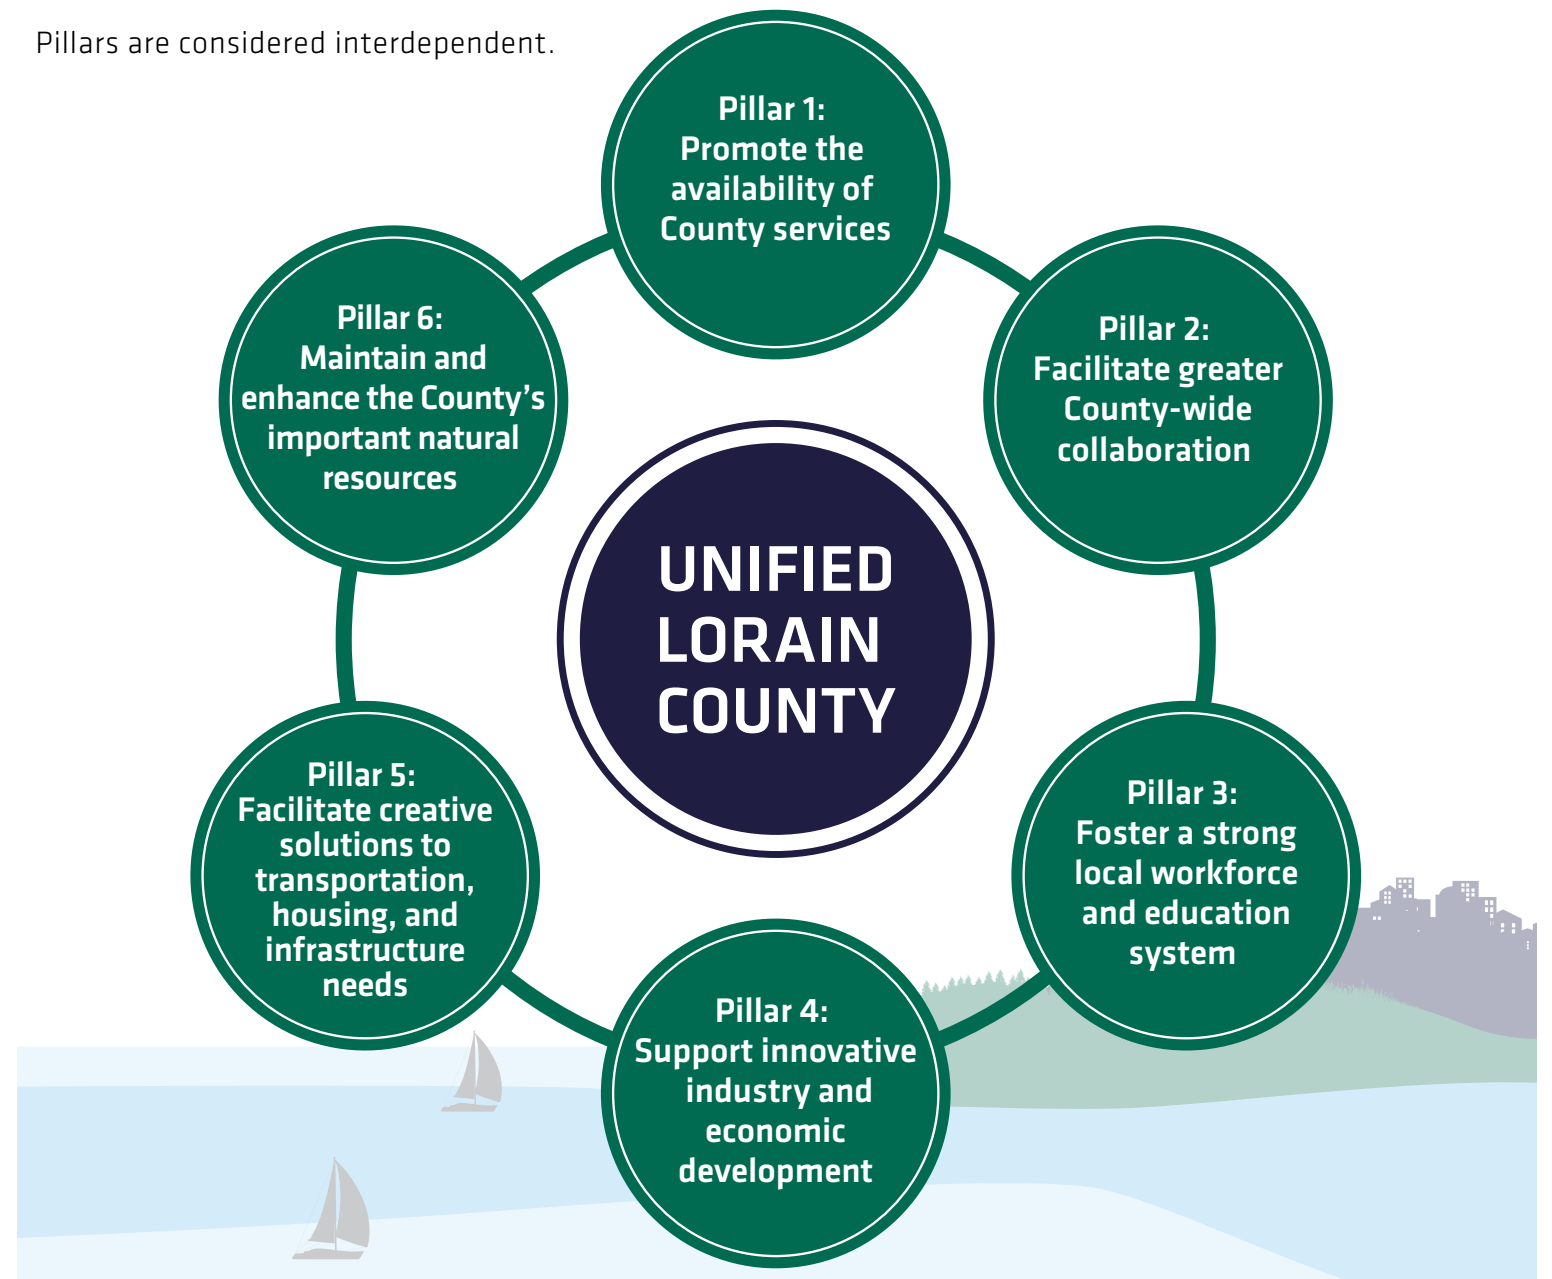 Pillars are considered interdependent.
Pillar 1:
Promote the
availability of
County services
Pillar 2:
Facilitate greater
County-wide
collaboration
Pillar 3:
Foster a strong
local workforce
and education
system
Pillar 4:
Support innovative
industry and
economic
development
Pillar 5:
Facilitate creative
solutions to
transportation,
housing, and
infrastructure
needs
Pillar 6:
Maintain and
enhance the County’s
important natural
resources
UNIFIED
LORAIN
COUNTY